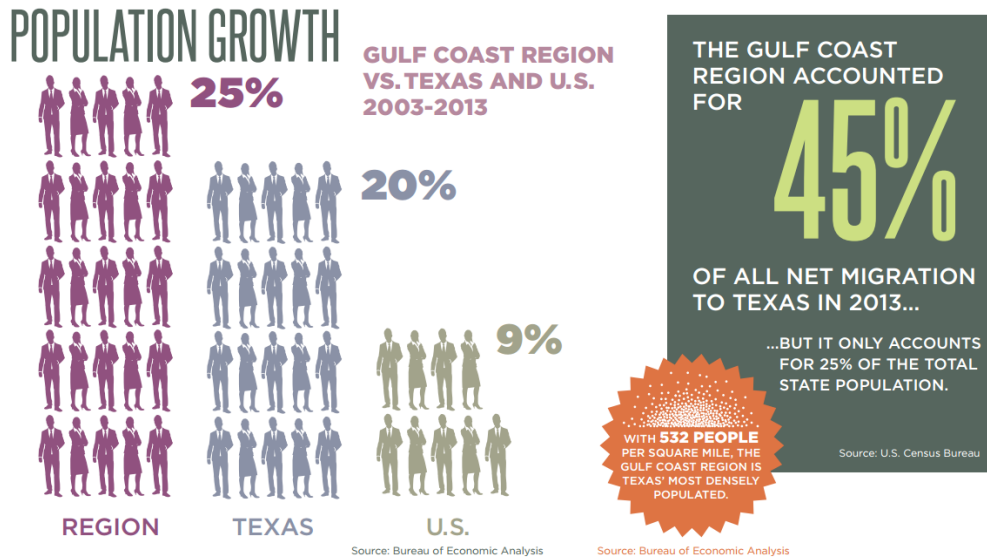 POPULATION GROWTH
GULF COAST REGION
VS. TEXAS AND U.S.
2003-2013
25%
20%
9%
REGION
TEXAS
U.S.
Source: Bureau of Economic Analysis
THE GULF COAST
REGION ACCOUNTED
FOR
45%
OF ALL NET MIGRATION
TO TEXAS IN 2013...
...BUT IT ONLY ACCOUNTS
FOR 25% OF THE TOTAL
STATE POPULATION.
Source: U.S. Census Bureau
WITH 532 PEOPLE
PER SQUARE MILE, THE
GULF COAST REGION IS
TEXAS' MOST DENSELY
POPULATED.
Source: Bureau of Economic Analysis